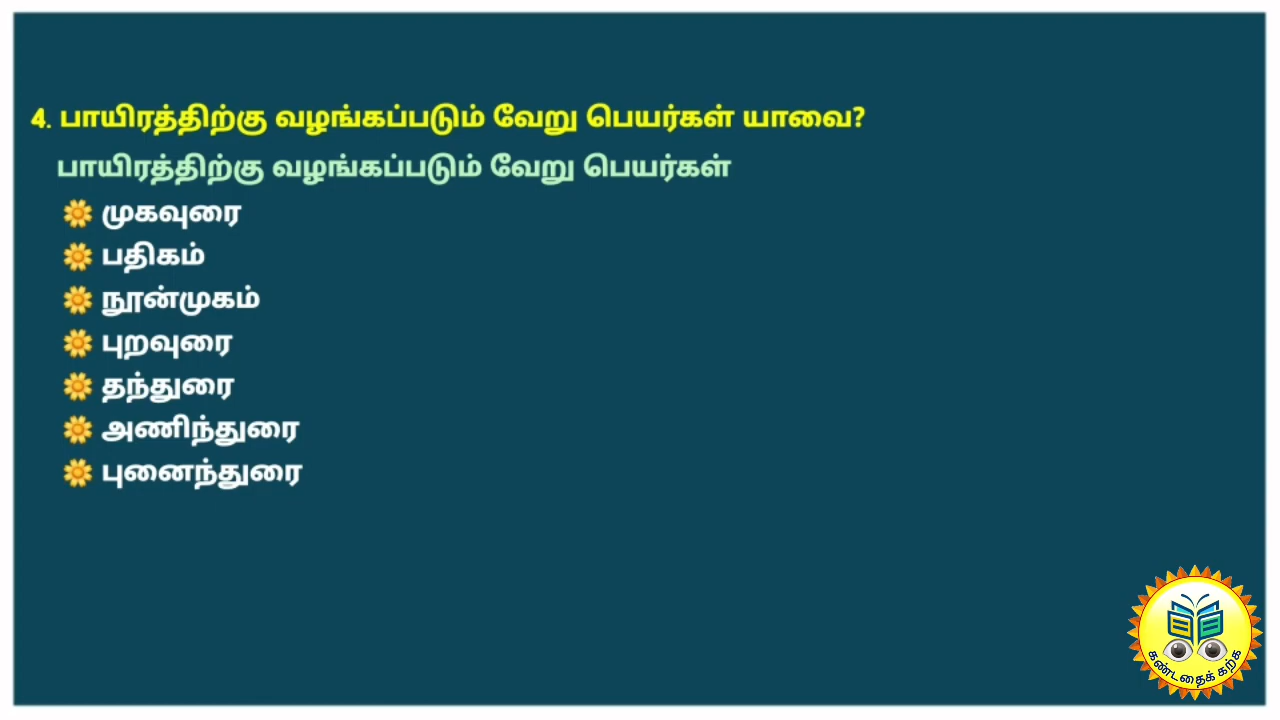 4. பாயிரத்திற்கு வழங்கப்படும் வேறு பெயர்கள் யாவை?
பாயிரத்திற்கு வழங்கப்படும் வேறு பெயர்கள்
🌼 முகவுரை
🌼 பதிகம்
🌼 நூன்முகம்
🌼 புறவுரை
🌼 தந்துரை
🌼 அணிந்துரை
🌼 புனைந்துரை
கண்டதைக் கற்க